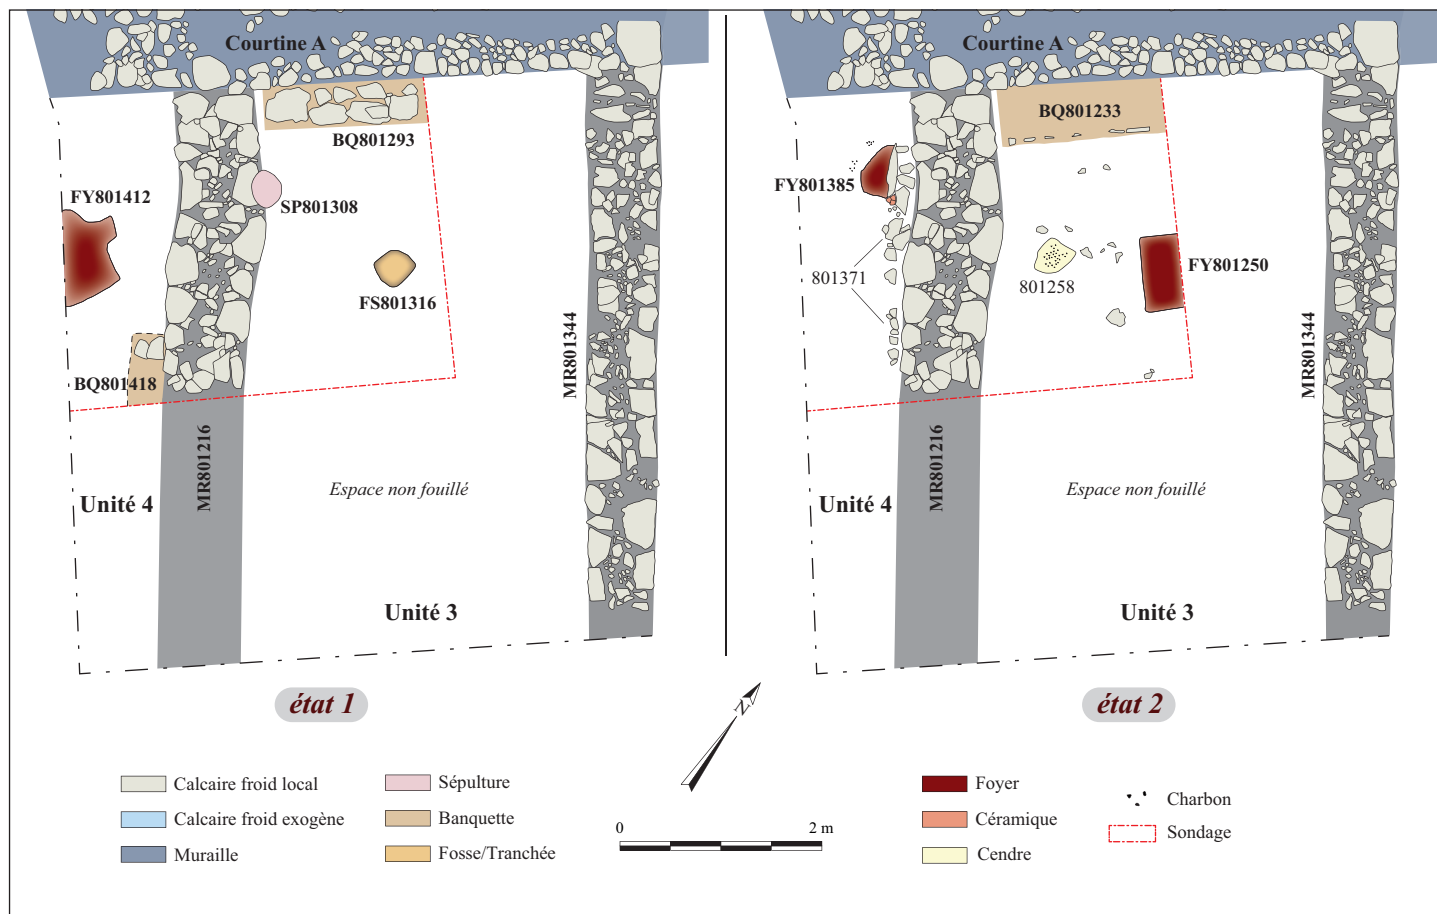 Courtine A
BQ801293
FY801412
SP801308
FS801316
BQ801418
MR801216
MR801344
Unité 4
Espace non fouillé
Unité 3
état 1
Courtine A
BQ801233
FY801385
801371
801258
FY801250
MR801216
MR801344
Unité 4
Espace non fouillé
Unité 3
état 2
N
Calcaire froid local
Calcaire froid exogène
Muraille
Sépulture
Banquette
Fosse/Tranchée
0 2 m
Foyer
Céramique
Cendre
Charbon
Sondage